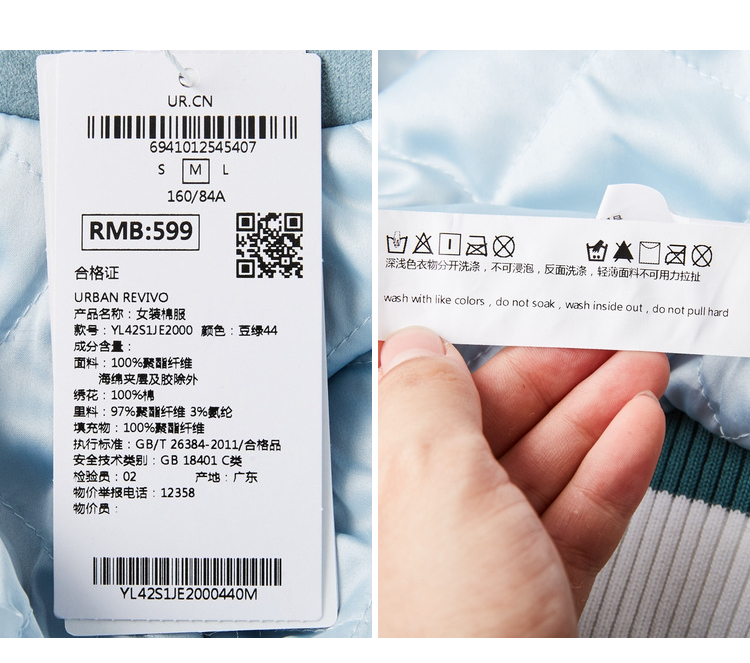 UR.CN
6941012545407
S M L
160/84A
RMB:599
合格证
URBAN REVIVO
产品名称：女装棉服
款号：YL42S1JE2000 颜色：豆绿44
成分含量：
面料：100%聚酯纤维
海绵夹层及胶除外
绣花：100%棉
里料：97%聚酯纤维 3%氨纶
填充物：100%聚酯纤维
执行标准：GB/T 26384-2011/合格品
安全技术类别：GB 18401 C类
检验员：02 产地：广东
物价举报电话：12358
物价员：
YL42S1JE2000440M
深浅色衣物分开洗涤，不可浸泡，反面洗涤，轻薄面料不可用力拉扯
wash with like colors , do not soak , wash inside out , do not pull hard